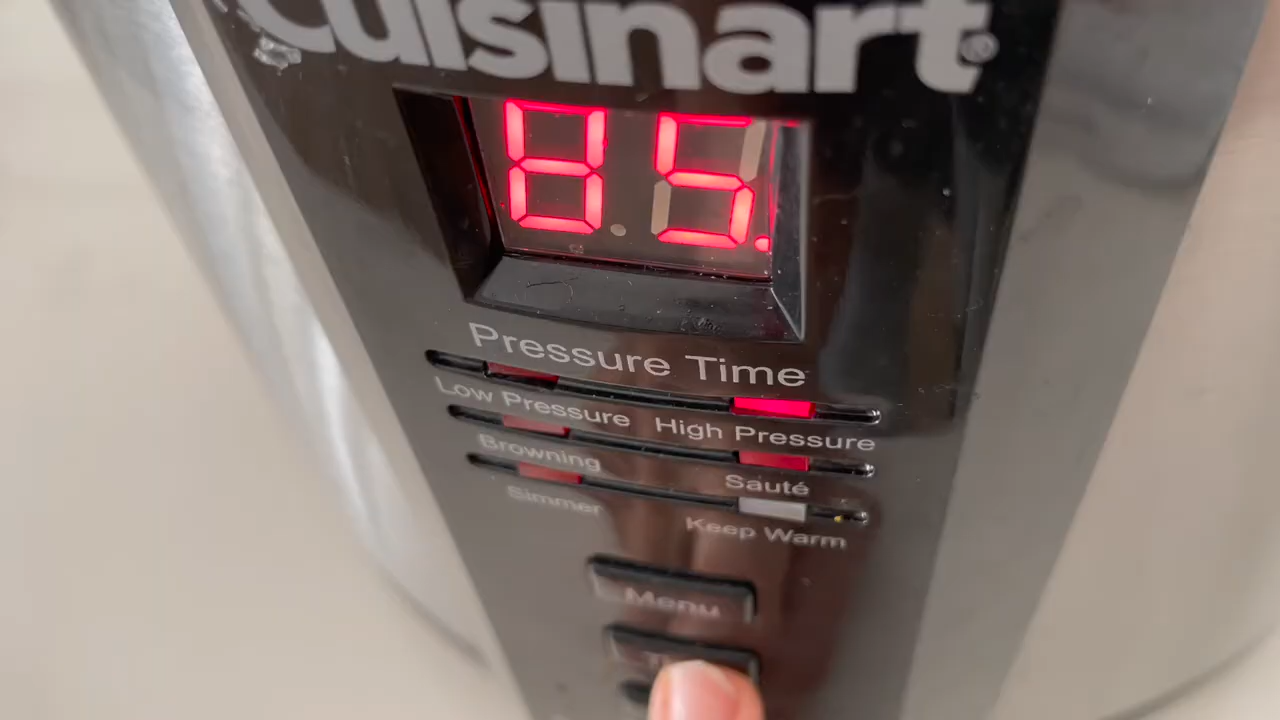 Cuisinart®
85.
Pressure Time
Low Pressure High Pressure
Browning Sauté
Simmer Keep Warm
Menu